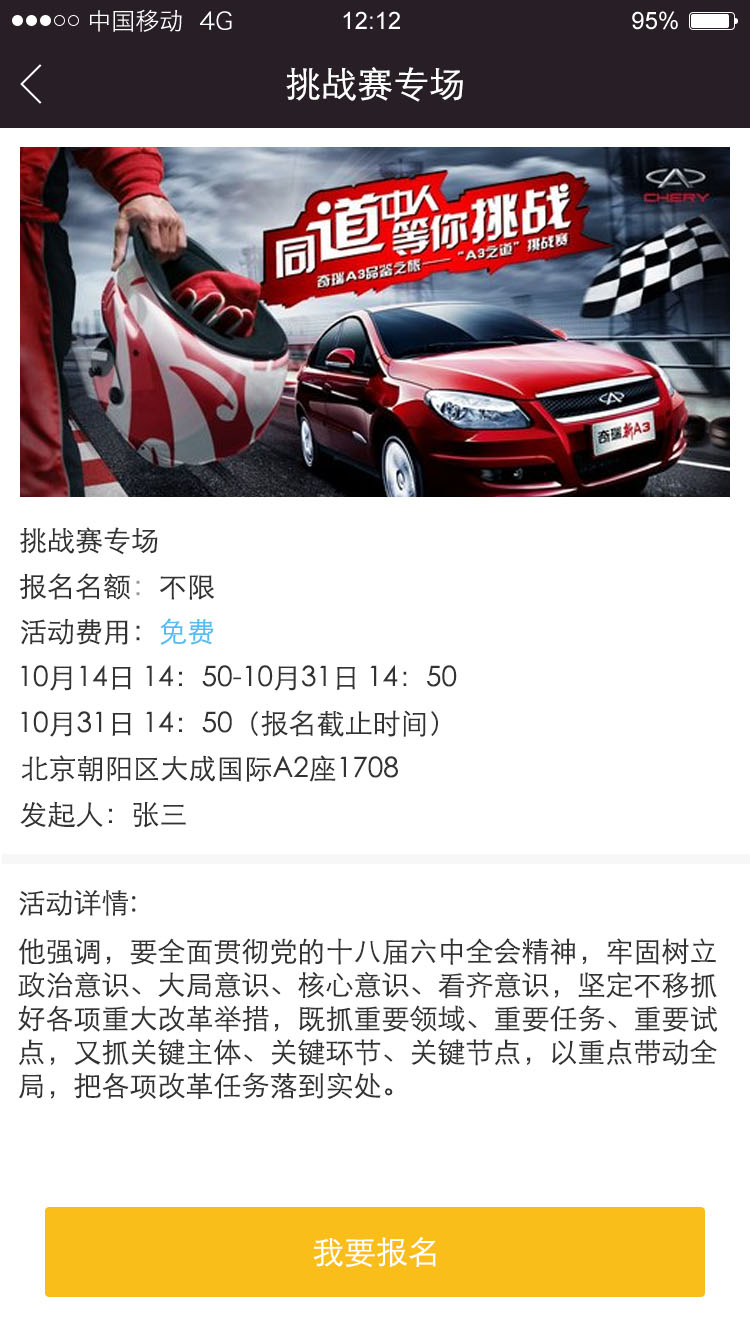 中国移动 4G 12:12 95%
挑战赛专场
CHERY
同道中人
等你挑战
奇瑞A3品鉴之旅——“A3之道”挑战赛
奇瑞新A3
挑战赛专场
报名名额：不限
活动费用：免费
10月14日 14：50-10月31日 14：50
10月31日 14：50（报名截止时间）
北京朝阳区大成国际A2座1708
发起人：张三
活动详情:
他强调，要全面贯彻党的十八届六中全会精神，牢固树立
政治意识、大局意识、核心意识、看齐意识，坚定不移抓
好各项重大改革举措，既抓重要领域、重要任务、重要试
点，又抓关键主体、关键环节、关键节点，以重点带动全
局，把各项改革任务落到实处。
我要报名